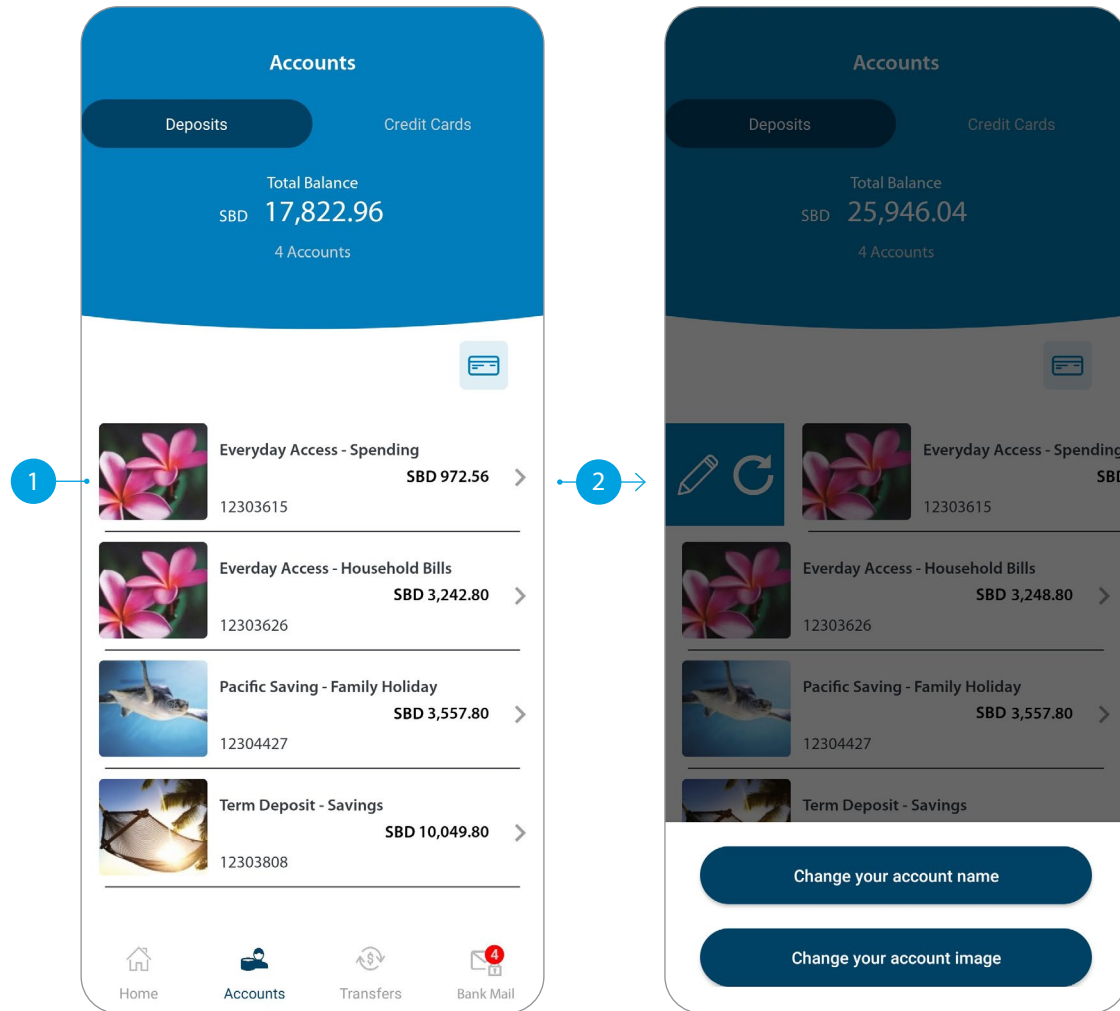 Accounts
Deposits
Credit Cards
Total Balance
SBD 17,822.96
4 Accounts
1
Everyday Access - Spending
SBD 972.56
12303615
Everday Access - Household Bills
SBD 3,242.80
12303626
Pacific Saving - Family Holiday
SBD 3,557.80
12304427
Term Deposit - Savings
SBD 10,049.80
12303808
Home
Accounts
Transfers
4
Bank Mail
2
Accounts
Deposits
Credit Cards
Total Balance
SBD 25,946.04
4 Accounts
Everyday Access - Spending
SBD
12303615
Everday Access - Household Bills
SBD 3,248.80
12303626
Pacific Saving - Family Holiday
SBD 3,557.80
12304427
Term Deposit - Savings
Change your account name
Change your account image